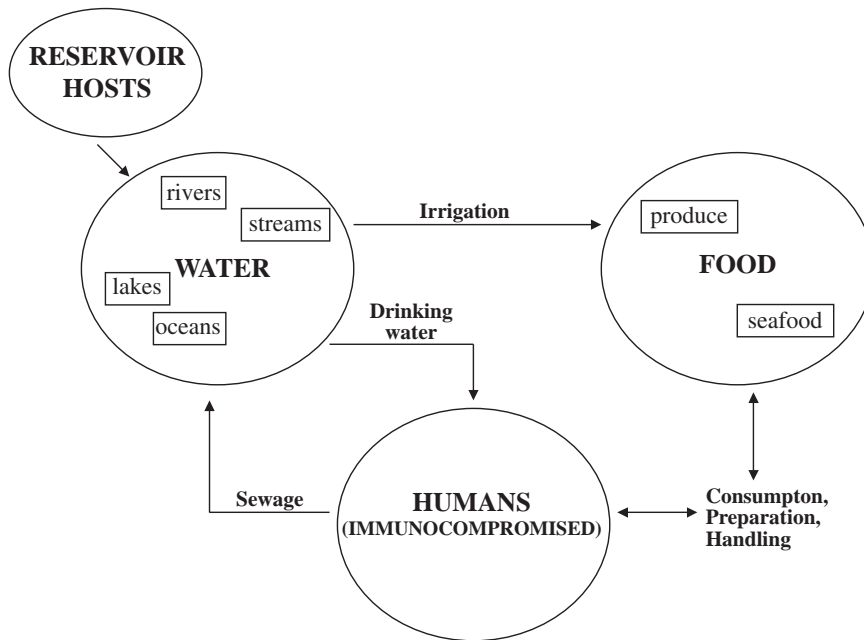 RESERVOIR
HOSTS
rivers
streams
WATER
lakes
oceans
Irrigation
produce
FOOD
seafood
Drinking
water
Sewage
HUMANS
(IMMUNOCOMPROMISED)
Consumpton,
Preparation,
Handling